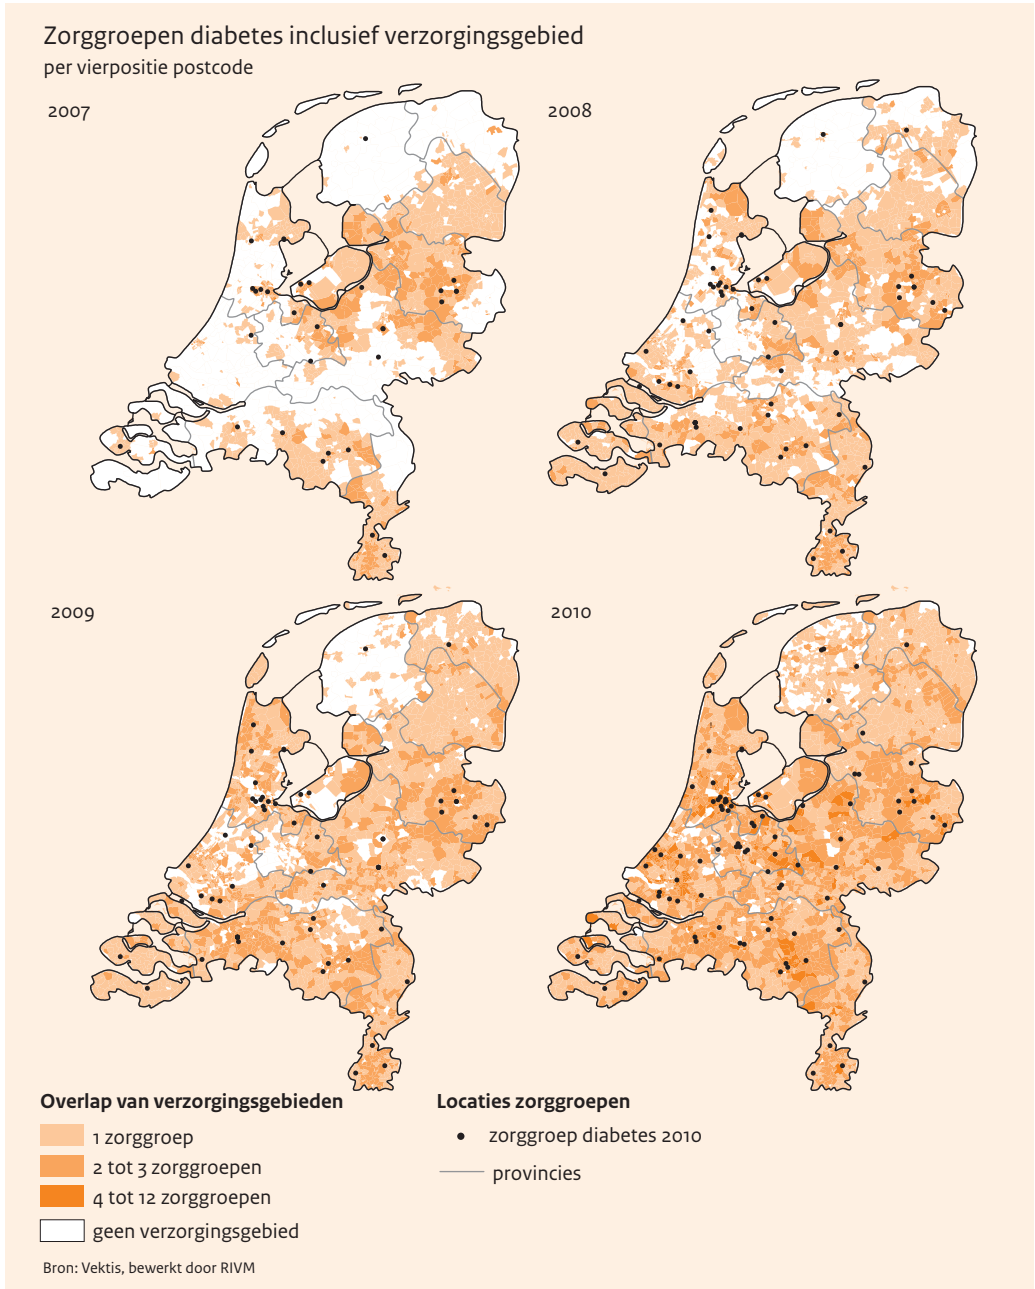 Zorggroepen diabetes inclusief verzorgingsgebied
per vierpositie postcode
2007
2008
2009
2010
Overlap van verzorgingsgebieden
1 zorggroep
2 tot 3 zorggroepen
4 tot 12 zorggroepen
geen verzorgingsgebied
Locaties zorggroepen
zorggroep diabetes 2010
provincies
Bron: Vektis, bewerkt door RIVM